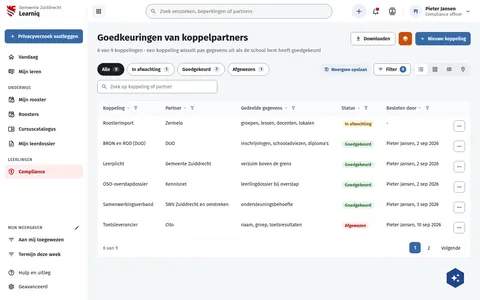 Gemeente Zuiddrecht
Learniq
Zoek verzoeken, beperkingen of partners.
Pieter Jansen
Compliance officer
+ Privacyverzoek vastleggen
Vandaag
Mijn leren
ONDERWIJS
Mijn rooster
Roosters
Cursuscatalogus
Mijn leerdossier
LEERLINGEN
Compliance
MIJN WEERGAVEN
Aan mij toegewezen
Termijn deze week
Hulp en uitleg
Geavanceerd
Goedkeuringen van koppelpartners
6 van 9 koppelingen · een koppeling wisselt pas gegevens uit als de school hem heeft goedgekeurd
Downloaden
+ Nieuwe koppeling
Alle 9
In afwachting 1
Goedgekeurd 7
Afgewezen 1
Weergave opslaan
Filter 0
Zoek op koppeling of partner
Koppeling
Partner
Gedeelde gegevens
Status
Besloten door
Roosterimport Zermelo groepen, lessen, docenten, lokalen In afwachting -
BRON en ROD (DUO) DUO inschrijvingen, schooladviezen, diploma's Goedgekeurd Pieter Jansen, 2 sep 2026
Leerplicht Gemeente Zuiddrecht verzuim boven de grens Goedgekeurd Pieter Jansen, 2 sep 2026
OSO-overstapdossier Kennisnet leerlingdossier bij overstap Goedgekeurd Pieter Jansen, 2 sep 2026
Samenwerkingsverband SWV Zuiddrecht en omstreken ondersteuningsbehoefte Goedgekeurd Pieter Jansen, 3 sep 2026
Toetsleverancier Cito naam, groep, toetsresultaten Afgewezen Pieter Jansen, 10 sep 2026
6 van 9
1
2
Volgende